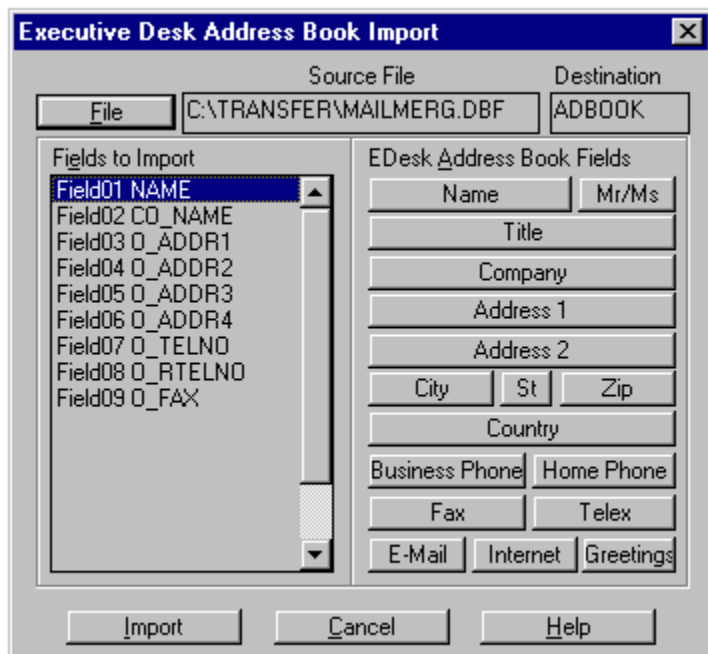 Executive Desk Address Book Import
Source File Destination
File C:\TRANSFER\MAILMERG.DBF ADBOOK
Fields to Import
Field01 NAME
Field02 CO_NAME
Field03 O_ADDR1
Field04 O_ADDR2
Field05 O_ADDR3
Field06 O_ADDR4
Field07 O_TELNO
Field08 O_RTELNO
Field09 O_FAX
EDesk Address Book Fields
Name Mr/Ms
Title
Company
Address 1
Address 2
City St Zip
Country
Business Phone Home Phone
Fax Telex
E-Mail Internet Greetings
Import Cancel Help